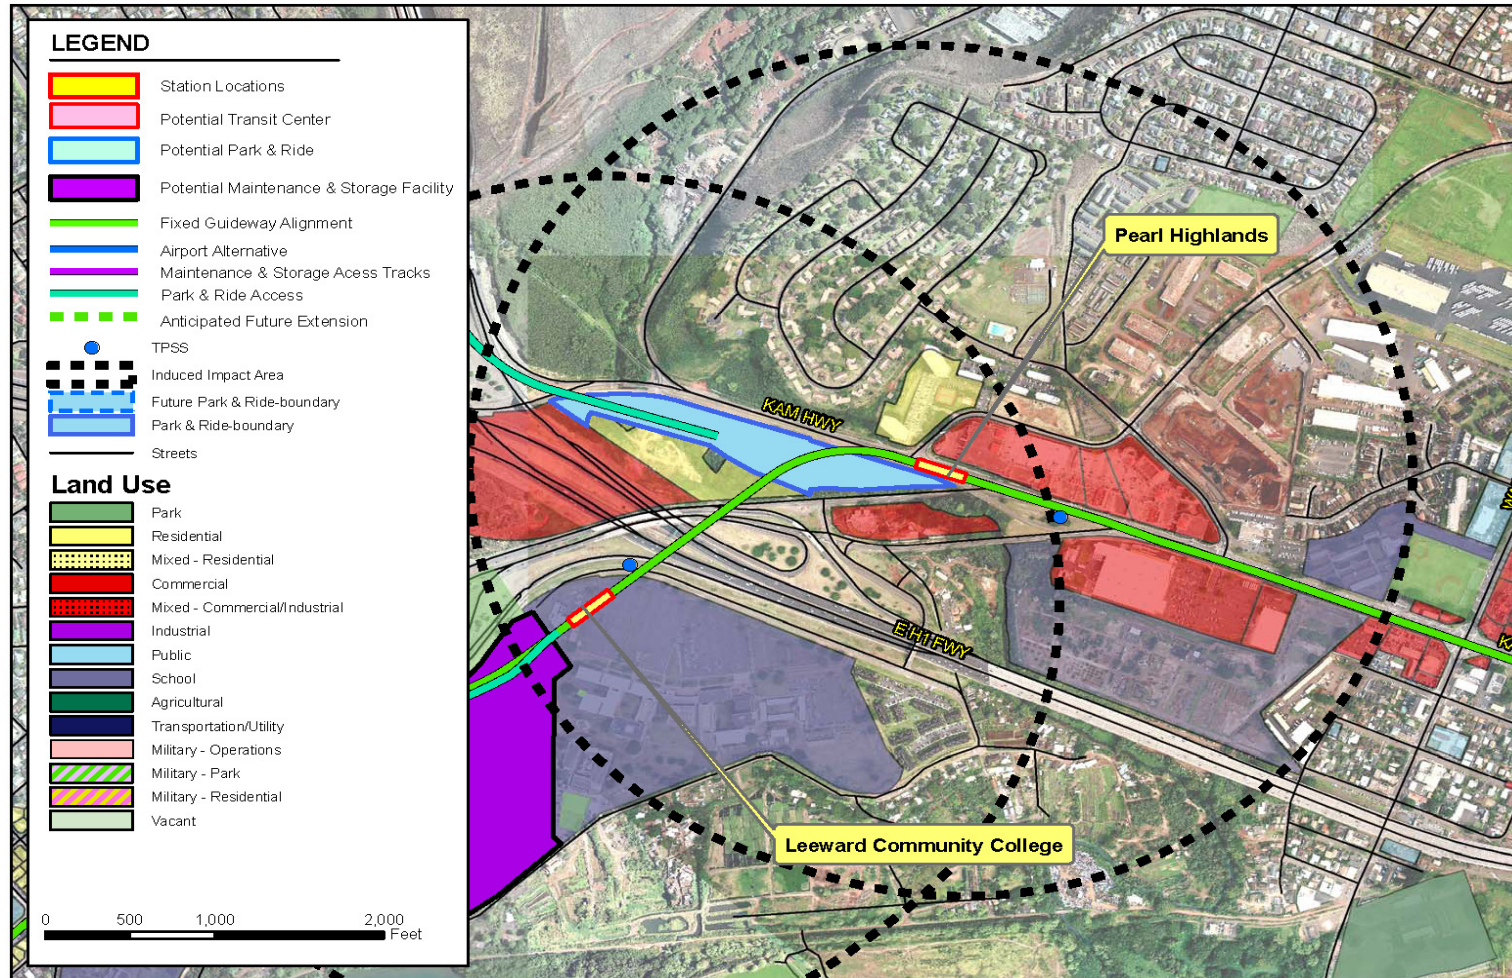 LEGEND
Station Locations
Potential Transit Center
Potential Park & Ride
Potential Maintenance & Storage Facility
Fixed Guideway Alignment
Airport Alternative
Maintenance & Storage Acess Tracks
Park & Ride Access
Anticipated Future Extension
TPSS
Induced Impact Area
Future Park & Ride-boundary
Park & Ride-boundary
Streets
Land Use
Park
Residential
Mixed - Residential
Commercial
Mixed - Commercial/Industrial
Industrial
Public
School
Agricultural
Transportation/Utility
Military - Operations
Military - Park
Military - Residential
Vacant
0 500 1,000 2,000
Feet
Pearl Highlands
KAM HWY
E H1 FWY
Leeward Community College